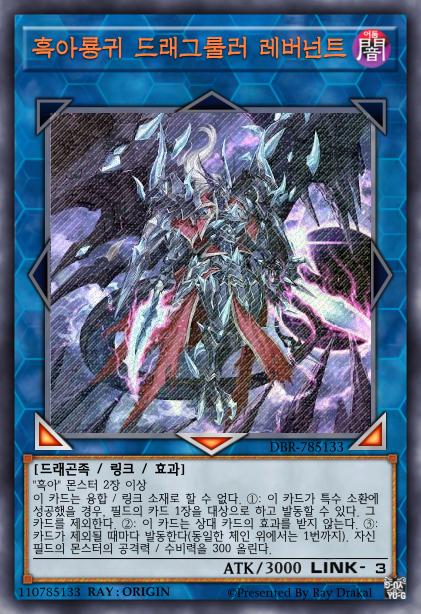 흑아룡귀 드래그룰러 레버넌트
어둠
闇
DBR-785133
[드래곤족 / 링크 / 효과]
"흑아" 몬스터 2장 이상
이 카드는 융합 / 링크 소재로 할 수 없다. ①: 이 카드가 특수 소환에
성공했을 경우, 필드의 카드 1장을 대상으로 하고 발동할 수 있다. 그
카드를 제외한다. ②: 이 카드는 상대 카드의 효과를 받지 않는다. ③:
카드가 제외될 때마다 발동한다(동일한 체인 위에서는 1번까지). 자신
필드의 몬스터의 공격력 / 수비력을 300 올린다.
ATK/3000 LINK- 3
110785133 RAY : ORIGIN ©Presented By Ray Drakal